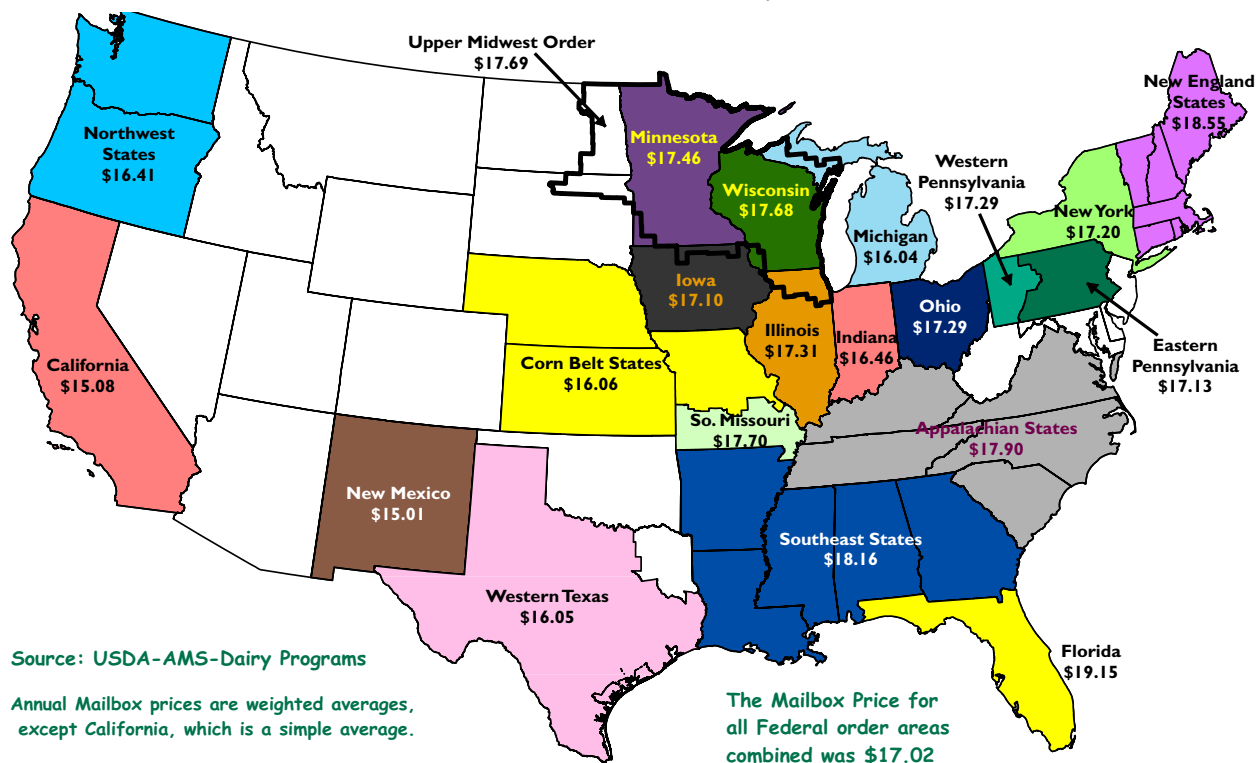 Upper Midwest Order
$17.69
New England
States
$18.55
Northwest
States
$16.41
Minnesota
$17.46
Western
Pennsylvania
$17.29
Wisconsin
$17.68
New York
$17.20
Michigan
$16.04
Iowa
$17.10
Ohio
$17.29
Illinois
$17.31
Indiana
$16.46
Eastern
Pennsylvania
$17.13
California
$15.08
Corn Belt States
$16.06
So. Missouri
$17.70
Appalachian States
$17.90
New Mexico
$15.01
Southeast States
$18.16
Western Texas
$16.05
Florida
$19.15
Source: USDA-AMS-Dairy Programs
Annual Mailbox prices are weighted averages,
except California, which is a simple average.
The Mailbox Price for
all Federal order areas
combined was $17.02